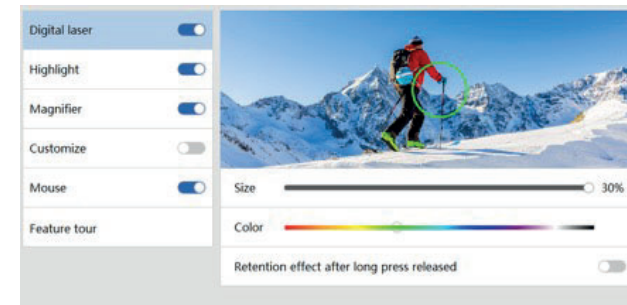 Digital laser
Highlight
Magnifier
Customize
Mouse
Feature tour
Size 30%
Color
Retention effect after long press released